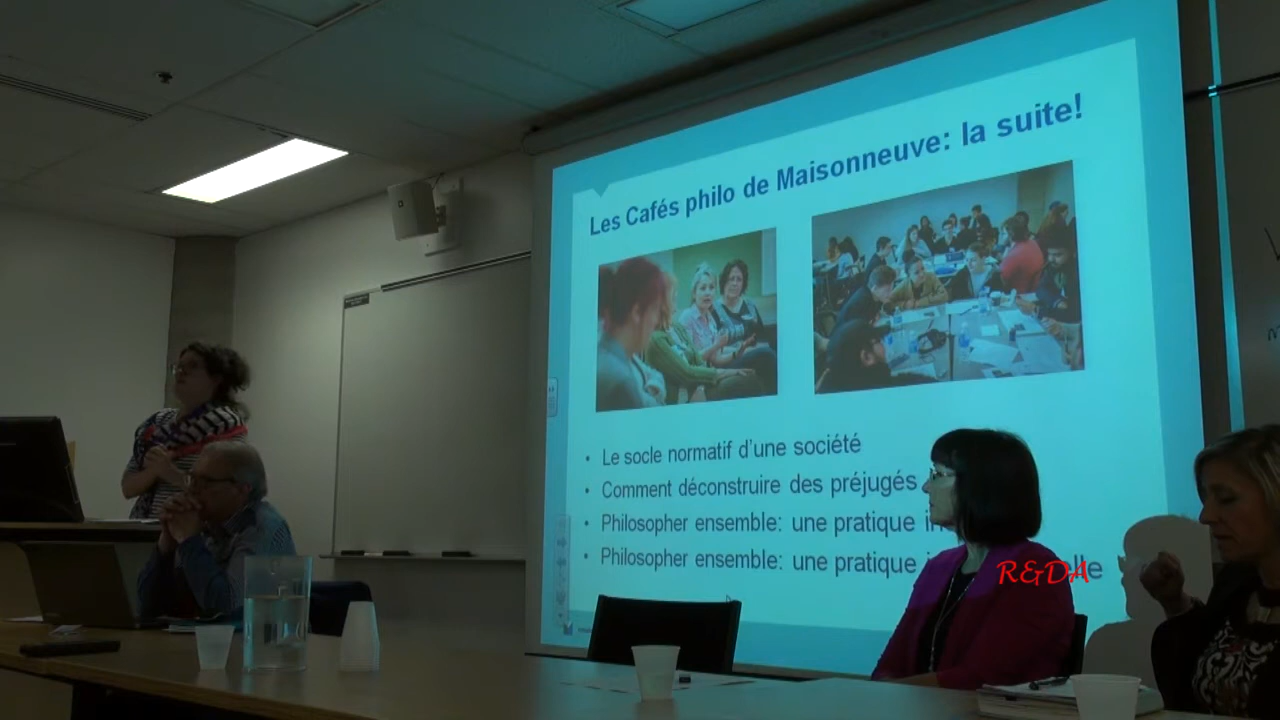 Les Cafés philo de Maisonneuve: la suite!
• Le socle normatif d'une société
• Comment déconstruire des préjugés
• Philosopher ensemble: une pratique
• Philosopher ensemble: une pratique
R&DA